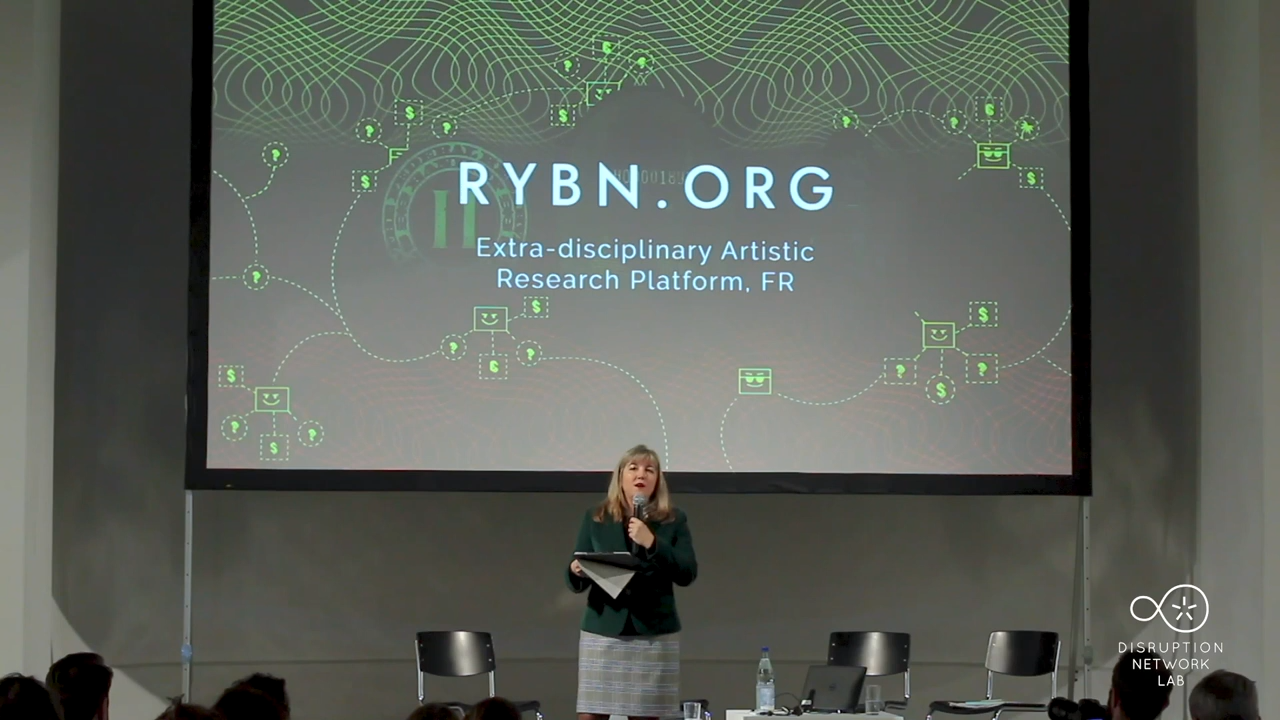 RYBN.ORG
Extra-disciplinary Artistic
Research Platform, FR
DISRUPTION
NETWORK
LAB